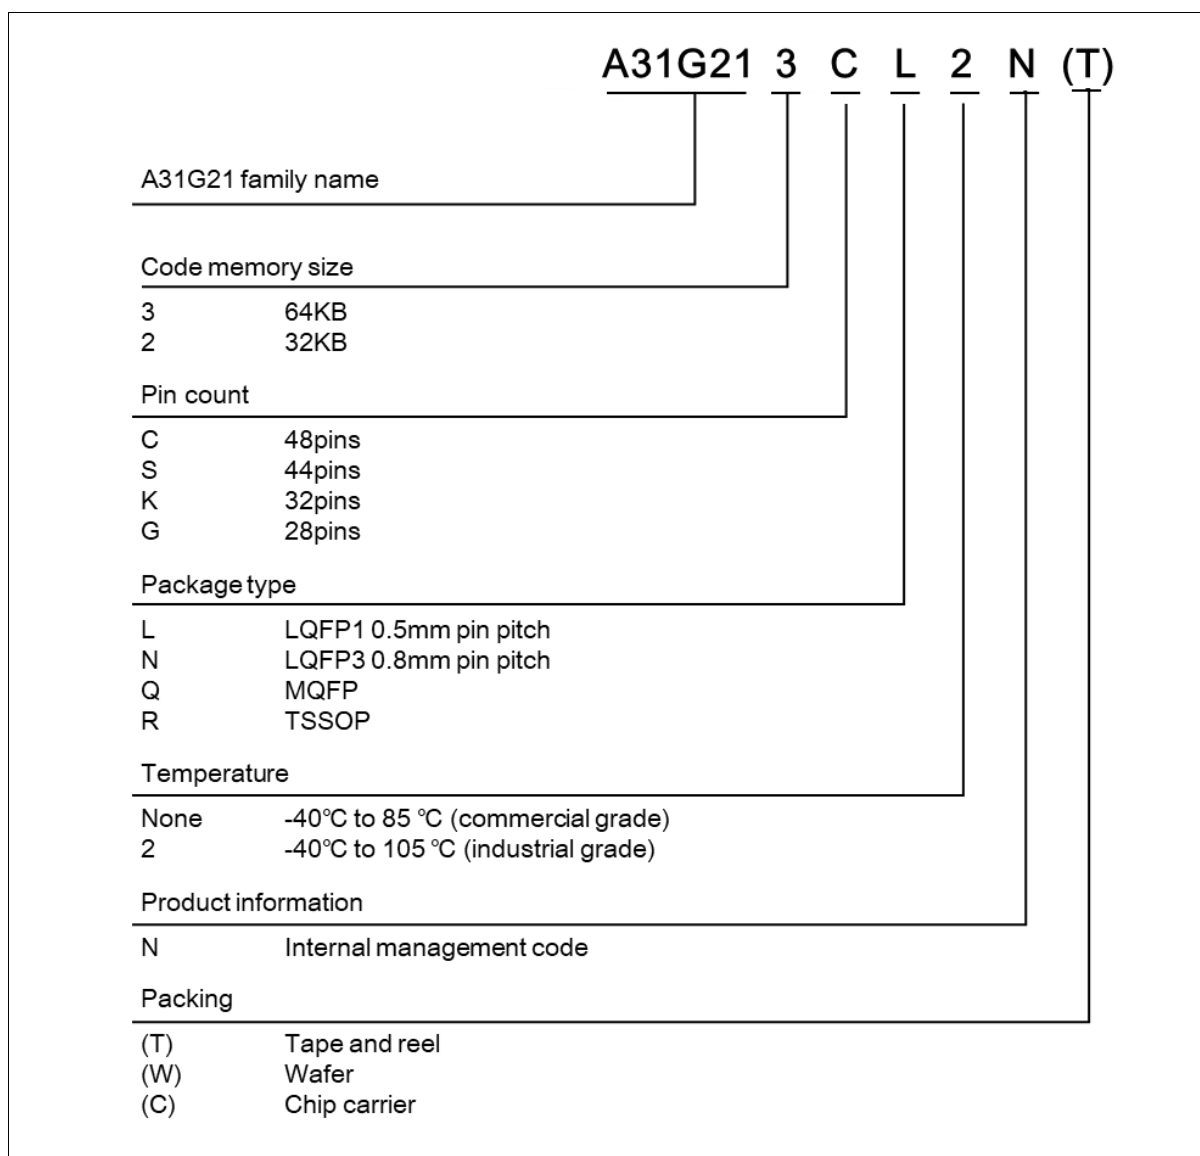 A31G21 3 C L 2 N (T)
A31G21 family name
Code memory size
3 64KB
2 32KB
Pin count
C 48pins
S 44pins
K 32pins
G 28pins
Package type
L LQFP1 0.5mm pin pitch
N LQFP3 0.8mm pin pitch
Q MQFP
R TSSOP
Temperature
None -40℃ to 85 ℃ (commercial grade)
2 -40℃ to 105 ℃ (industrial grade)
Product information
N Internal management code
Packing
(T) Tape and reel
(W) Wafer
(C) Chip carrier